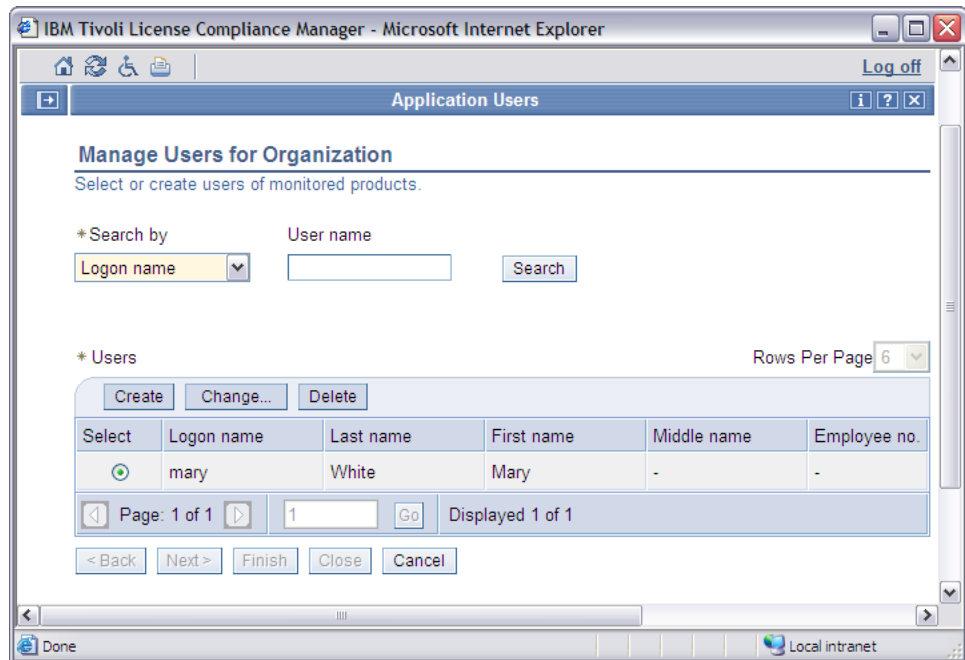 IBM Tivoli License Compliance Manager - Microsoft Internet Explorer
Log off
Application Users
i ?
Manage Users for Organization
Select or create users of monitored products.
*Search by User name
Logon name Search
* Users Rows Per Page 6
Create Change... Delete
Select Logon name Last name First name Middle name Employee no.
mary White Mary - -
Page: 1 of 1 1 Go Displayed 1 of 1
< Back Next > Finish Close Cancel
Done Local intranet